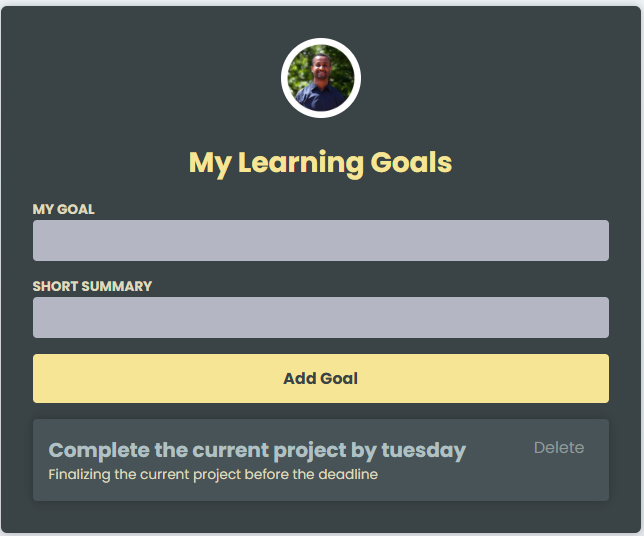 My Learning Goals
MY GOAL
SHORT SUMMARY
Add Goal
Complete the current project by tuesday
Delete
Finalizing the current project before the deadline